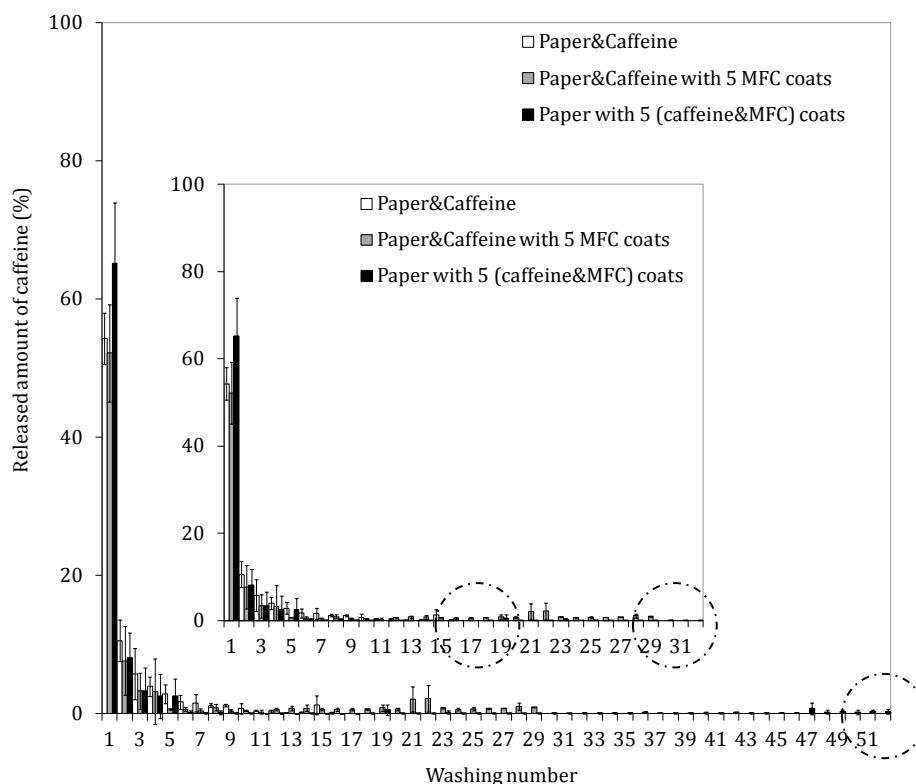 100
80
60
40
20
0
Released amount of caffeine (%)
Paper&Caffeine
Paper&Caffeine with 5 MFC coats
Paper with 5 (caffeine&MFC) coats
100
80
60
40
20
0
Paper&Caffeine
Paper&Caffeine with 5 MFC coats
Paper with 5 (caffeine&MFC) coats
1 3 5 7 9 11 13 15 17 19 21 23 25 27 29 31
1 3 5 7 9 11 13 15 17 19 21 23 25 27 29 31 33 35 37 39 41 43 45 47 49 51
Washing number